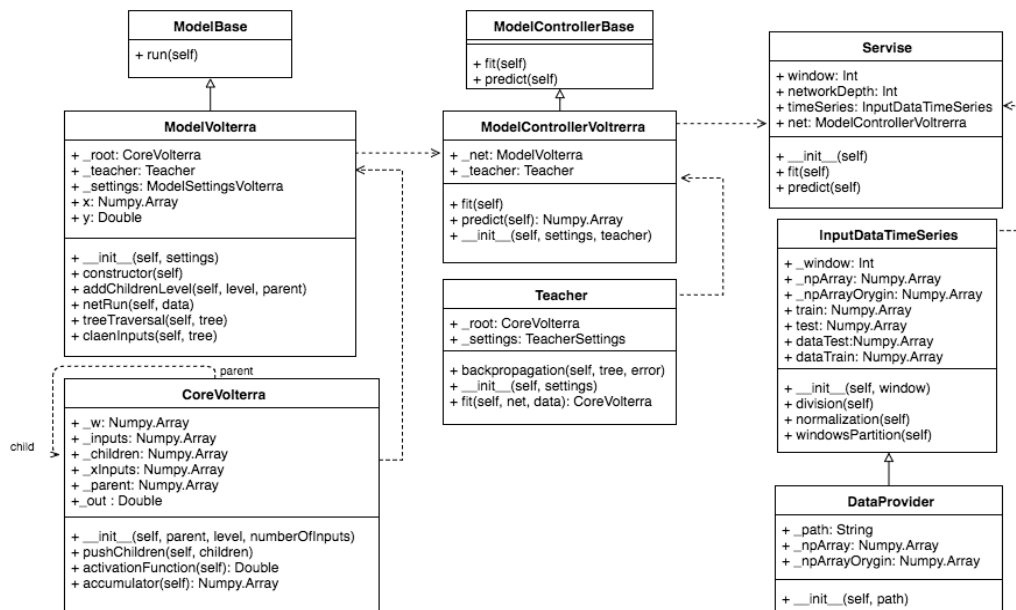 ModelBase
+ run(self)
ModelControllerBase
+ fit(self)
+ predict(self)
Servise
+ window: Int
+ networkDepth: Int
+ timeSeries: InputDataTimeSeries
+ net: ModelControllerVoltrerra
+ __init__(self)
+ fit(self)
+ predict(self)
ModelVolterra
+ _root: CoreVolterra
+ _teacher: Teacher
+ _settings: ModelSettingsVolterra
+ x: Numpy.Array
+ y: Double
+ __init__(self, settings)
+ constructor(self)
+ addChildrenLevel(self, level, parent)
+ netRun(self, data)
+ treeTraversal(self, tree)
+ claenInputs(self, tree)
ModelControllerVoltrerra
+ _net: ModelVolterra
+ _teacher: Teacher
+ fit(self)
+ predict(self): Numpy.Array
+ __init__(self, settings, teacher)
InputDataTimeSeries
+ _window: Int
+ _npArray: Numpy.Array
+ _npArrayOrygin: Numpy.Array
+ train: Numpy.Array
+ test: Numpy.Array
+ dataTest:Numpy.Array
+ dataTrain: Numpy.Array
+ __init__(self, window)
+ division(self)
+ normalization(self)
+ windowsPartition(self)
Teacher
+ _root: CoreVolterra
+ _settings: TeacherSettings
+ backpropagation(self, tree, error)
+ __init__(self, settings)
+ fit(self, net, data): CoreVolterra
parent
child
CoreVolterra
+ _w: Numpy.Array
+ _inputs: Numpy.Array
+ _children: Numpy.Array
+ _xInputs: Numpy.Array
+ _parent: Numpy.Array
+_out : Double
+ __init__(self, parent, level, numberOfInputs)
+ pushChildren(self, children)
+ activationFunction(self): Double
+ accumulator(self): Numpy.Array
DataProvider
+ _path: String
+ _npArray: Numpy.Array
+ _npArrayOrygin: Numpy.Array
+ __init__(self, path)